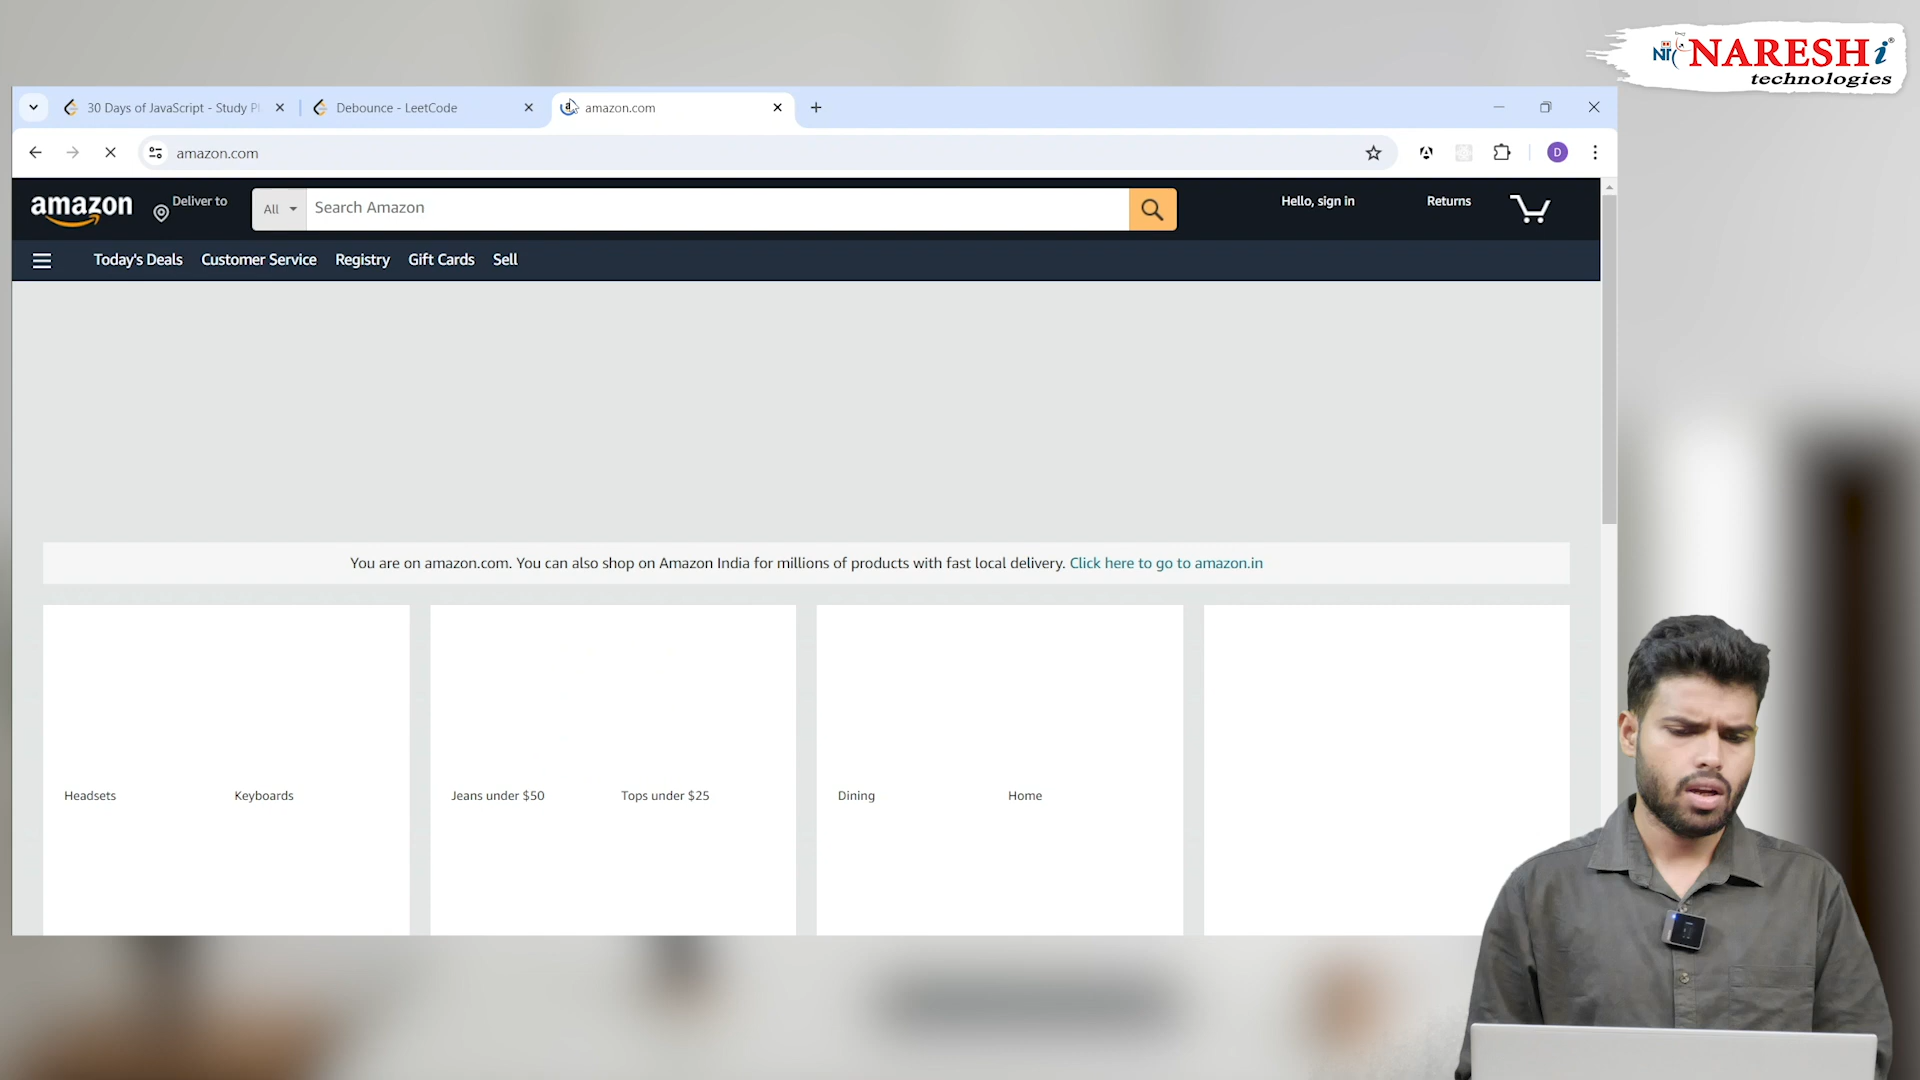 NiT NARESH i ®
technologies
30 Days of JavaScript - Study Pl
Debounce - LeetCode
amazon.com
amazon.com
D
amazon
Deliver to
All
Search Amazon
Hello, sign in
Returns
Today's Deals
Customer Service
Registry
Gift Cards
Sell
You are on amazon.com. You can also shop on Amazon India for millions of products with fast local delivery. Click here to go to amazon.in
Headsets
Keyboards
Jeans under $50
Tops under $25
Dining
Home